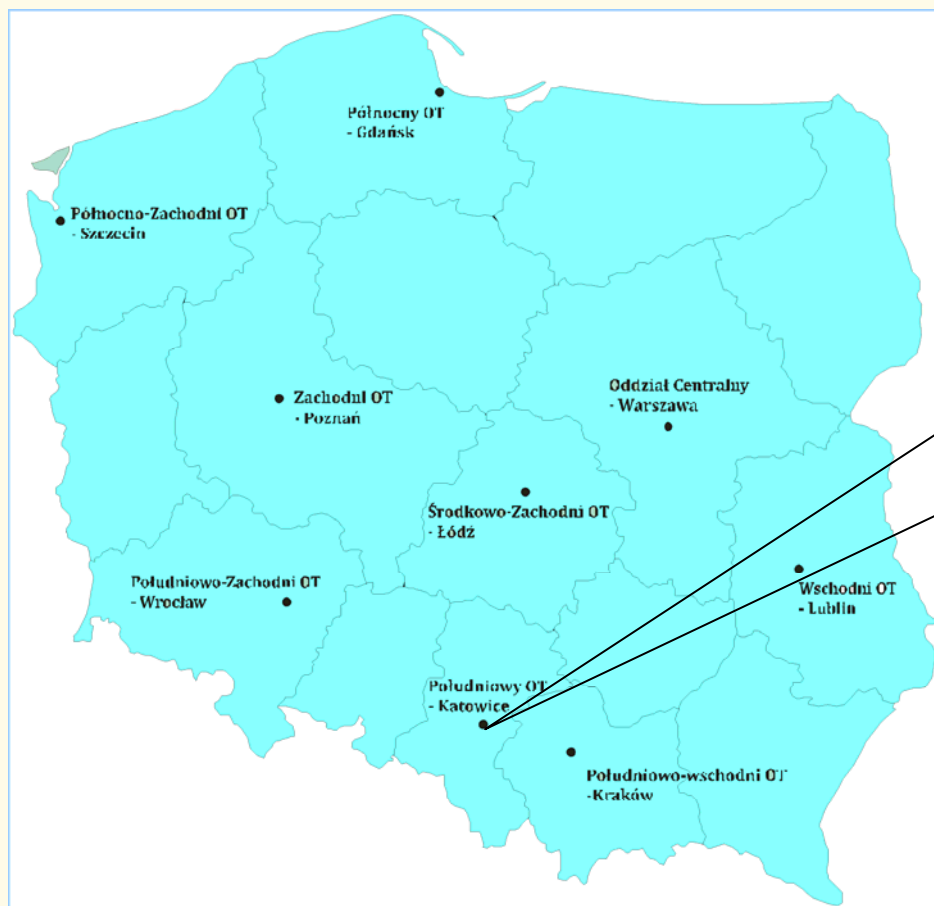 Północny OT
- Gdańsk
Północno-Zachodni OT
- Szczecin
Zachodni OT
- Poznań
Oddział Centralny
- Warszawa
Środkowo-Zachodni OT
- Łódź
Południowo-Zachodni OT
- Wrocław
Wschodni OT
- Lublin
Południowy OT
- Katowice
Południowo-wschodni OT
-Kraków